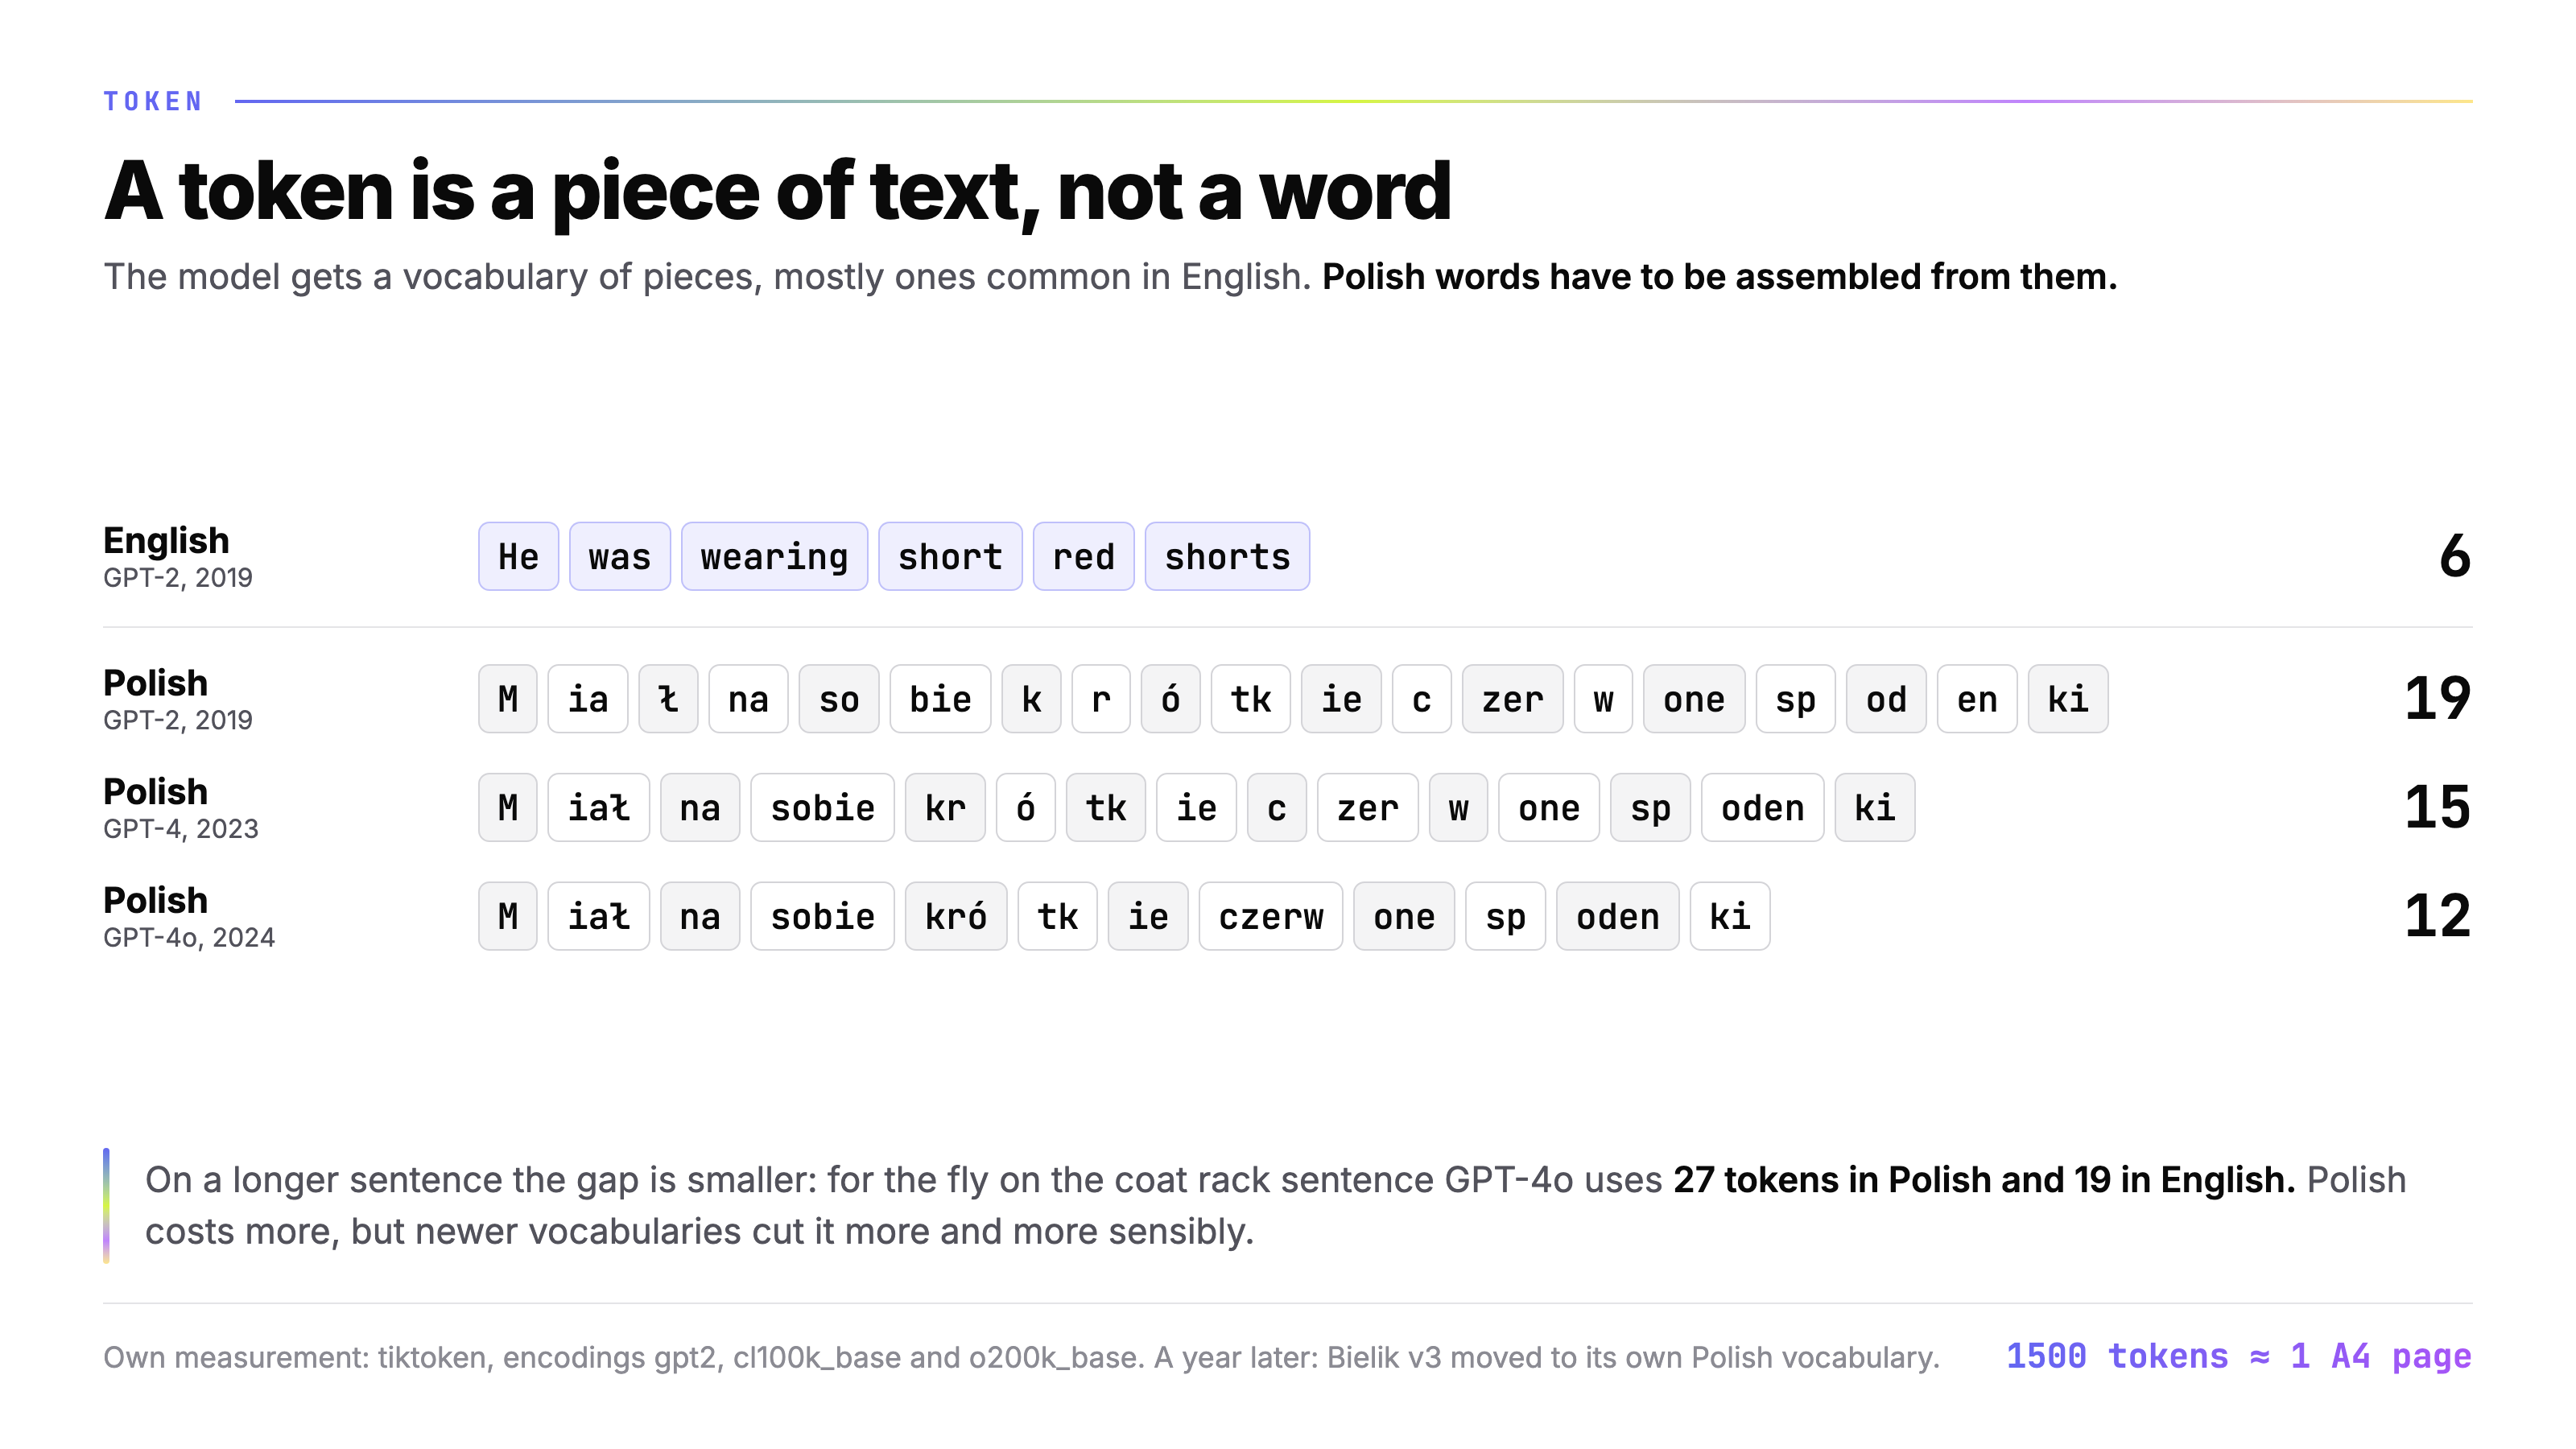 TOKEN
A token is a piece of text, not a word
The model gets a vocabulary of pieces, mostly ones common in English. Polish words have to be assembled from them.
English
GPT-2, 2019
He was wearing short red shorts
6
Polish
GPT-2, 2019
M ia ł na so bie k r ó tk ie c zer w one sp od en ki
19
Polish
GPT-4, 2023
M iał na sobie kr ó tk ie c zer w one sp oden ki
15
Polish
GPT-4o, 2024
M iał na sobie kró tk ie czerw one sp oden ki
12
On a longer sentence the gap is smaller: for the fly on the coat rack sentence GPT-4o uses 27 tokens in Polish and 19 in English. Polish
costs more, but newer vocabularies cut it more and more sensibly.
Own measurement: tiktoken, encodings gpt2, cl100k_base and o200k_base. A year later: Bielik v3 moved to its own Polish vocabulary.
1500 tokens ≈ 1 A4 page